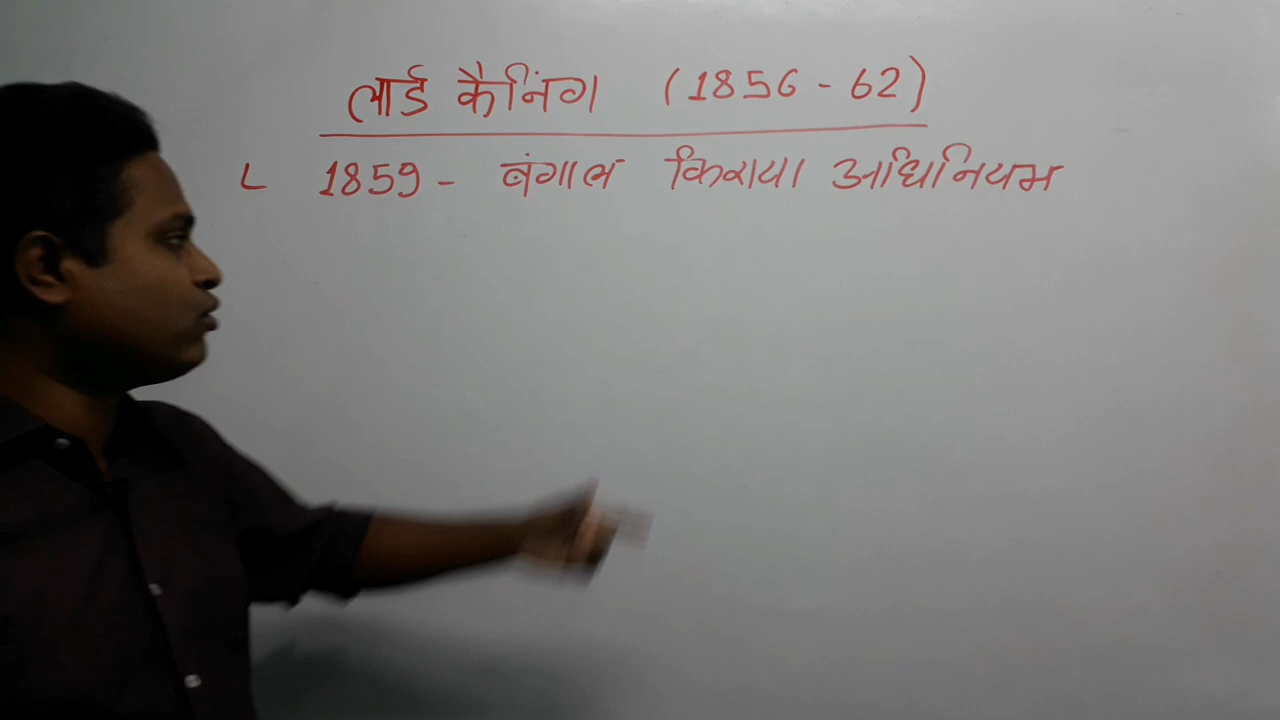 लार्ड कैनिंग (1856 - 62)
L 1859 - बंगाल किराया अधिनियम